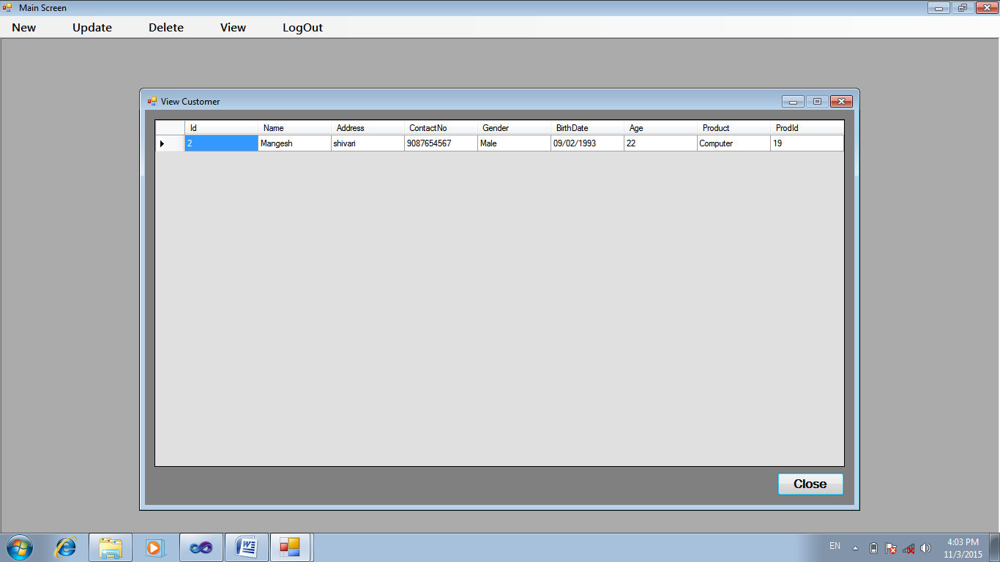 Main Screen
New Update Delete View LogOut
View Customer
Id Name Address ContactNo Gender BirthDate Age Product ProdId
2 Mangesh shivari 9087654567 Male 09/02/1993 22 Computer 19
Close
EN 4:03 PM
11/3/2015